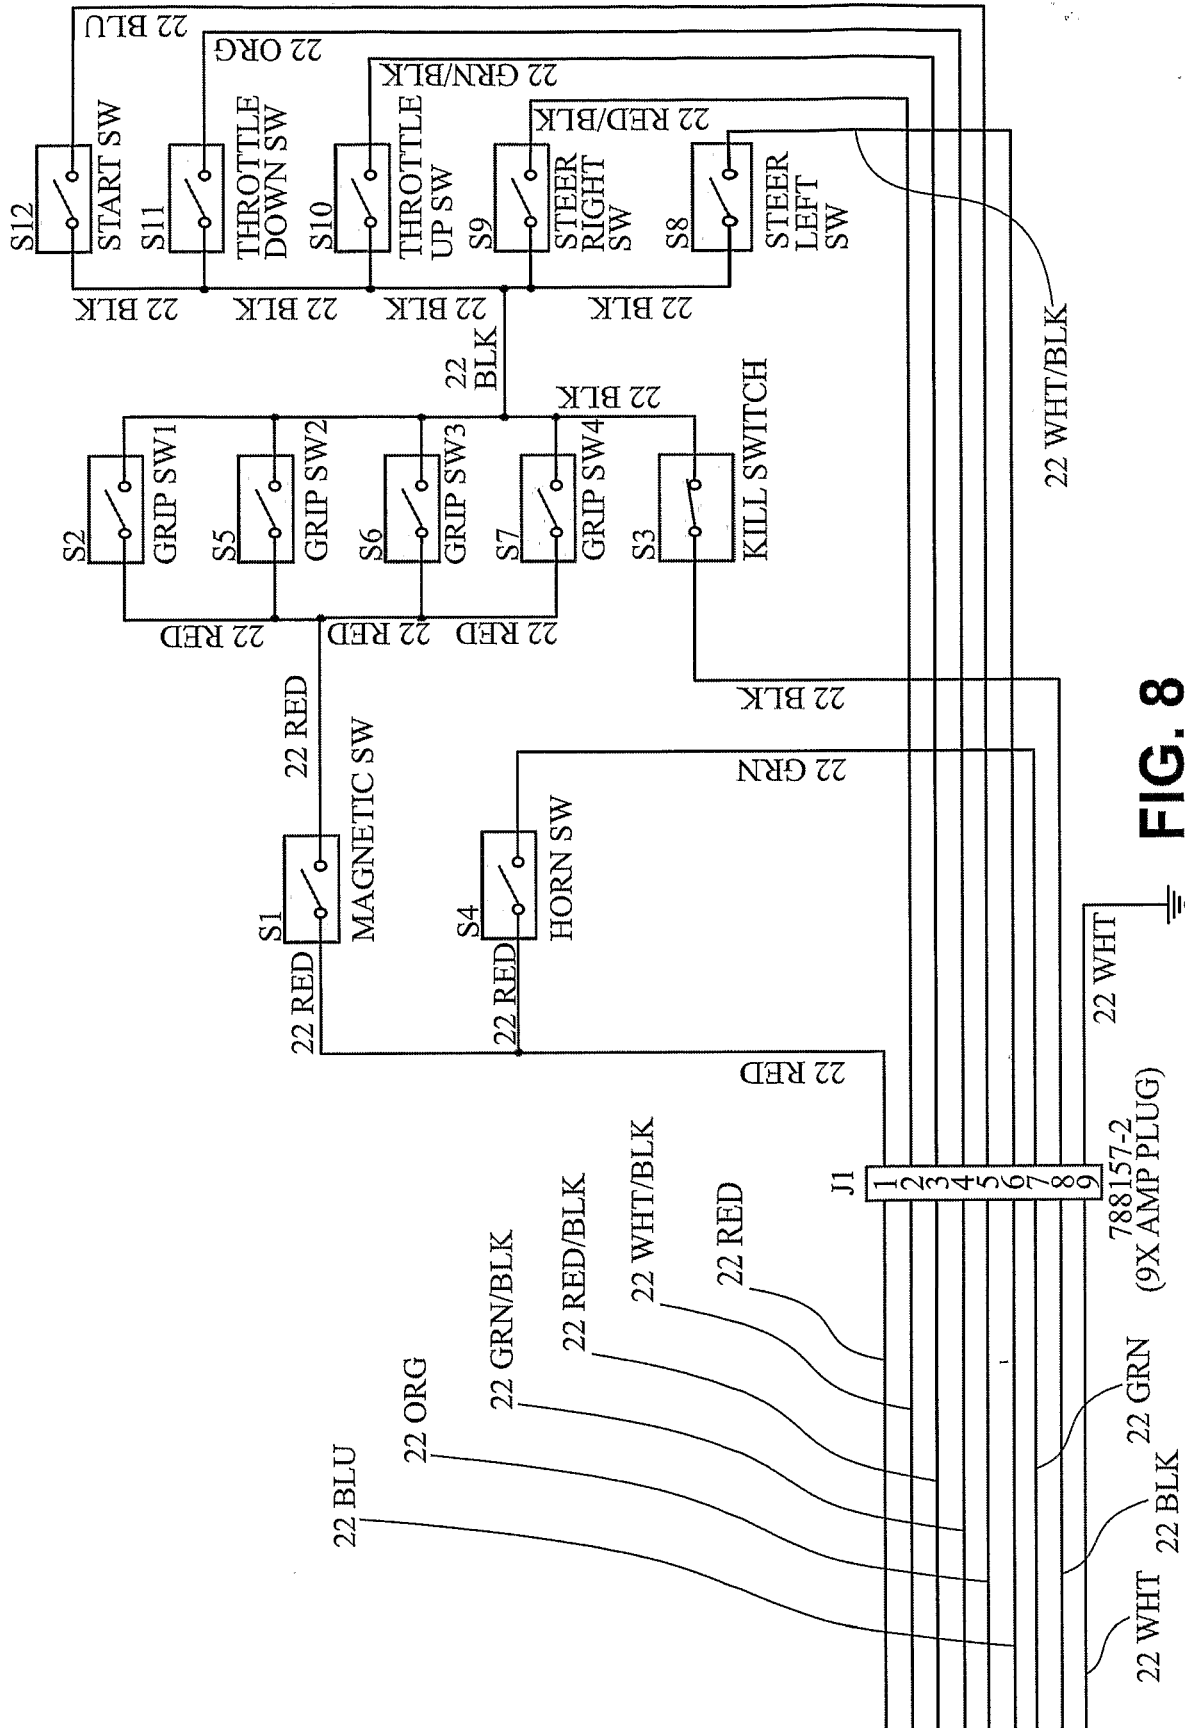 22 BLU
22 ORG
22 GRN/BLK
22 RED/BLK
S12
START SW
S11
THROTTLE
DOWN SW
S10
THROTTLE
UP SW
S9
STEER
RIGHT
SW
S8
STEER
LEFT
SW
22 BLK
22 BLK
22 BLK
22 BLK
22
BLK
22 BLK
22 WHT/BLK
S2
GRIP SW1
S5
GRIP SW2
S6
GRIP SW3
S7
GRIP SW4
S3
KILL SWITCH
22 RED
22 RED
22 RED
22 RED
22 BLK
22 GRN
S1
MAGNETIC SW
S4
HORN SW
22 RED
22 RED
22 RED
22 WHT
J1
1
2
3
4
5
6
7
8
9
788157-2
(9X AMP PLUG)
22 BLU
22 ORG
22 GRN/BLK
22 RED/BLK
22 WHT/BLK
22 RED
22 GRN
22 BLK
22 WHT
FIG. 8